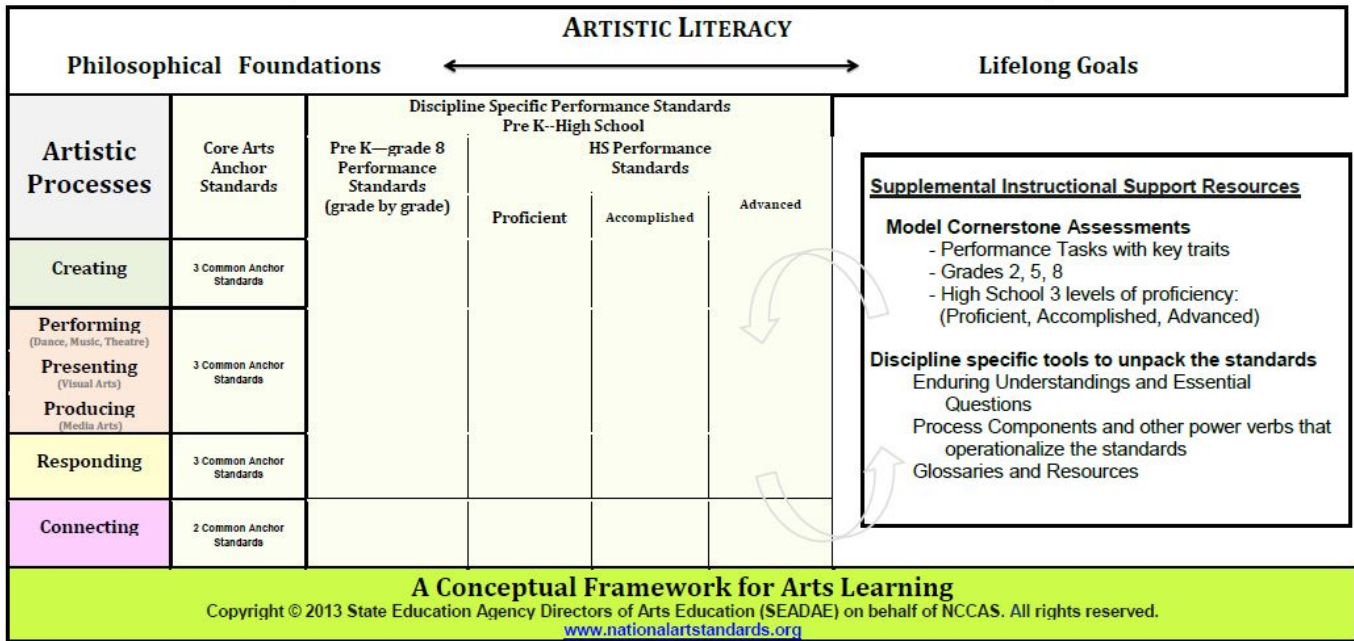 ARTISTIC LITERACY
Philosophical Foundations
Lifelong Goals
Artistic
Processes
Core Arts
Anchor
Standards
Discipline Specific Performance Standards
Pre K--High School
Pre K—grade 8
Performance
Standards
(grade by grade)
HS Performance
Standards
Proficient
Accomplished
Advanced
Creating
3 Common Anchor
Standards
Performing
(Dance, Music, Theatre)
Presenting
(Visual Arts)
Producing
(Media Arts)
3 Common Anchor
Standards
Responding
3 Common Anchor
Standards
Connecting
2 Common Anchor
Standards
Supplemental Instructional Support Resources
Model Cornerstone Assessments
- Performance Tasks with key traits
- Grades 2, 5, 8
- High School 3 levels of proficiency:
(Proficient, Accomplished, Advanced)
Discipline specific tools to unpack the standards
Enduring Understandings and Essential
Questions
Process Components and other power verbs that
operationalize the standards
Glossaries and Resources
A Conceptual Framework for Arts Learning
Copyright © 2013 State Education Agency Directors of Arts Education (SEADAE) on behalf of NCCAS. All rights reserved.
www.nationalartstandards.org